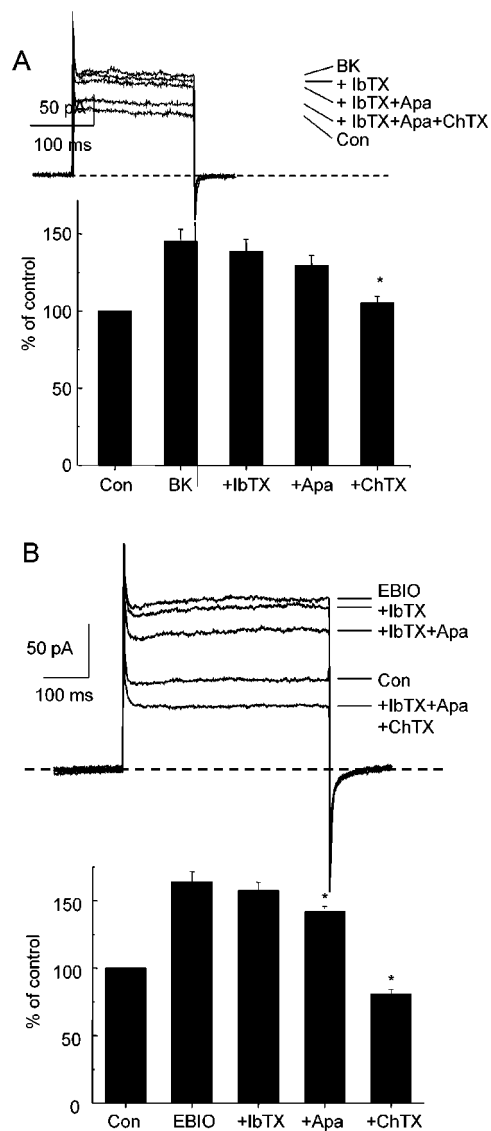 A
BK
+ IbTX
+ IbTX+Apa
+ IbTX+Apa+ChTX
Con
50 pA
100 ms
% of control
150
100
50
0
*
Con BK +IbTX +Apa +ChTX
B
EBIO
+IbTX
+IbTX+Apa
Con
+IbTX+Apa
+ChTX
50 pA
100 ms
% of control
150
100
50
0
*
*
Con EBIO +IbTX +Apa +ChTX